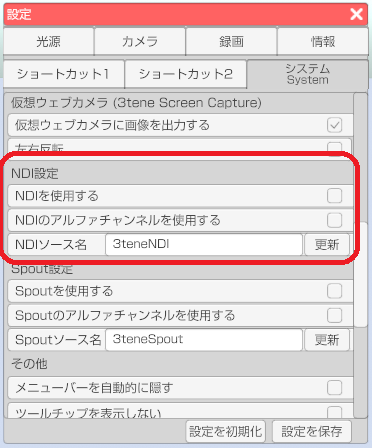 設定
光源 カメラ 録画 情報
ショートカット1 ショートカット2 システム
System
仮想ウェブカメラ (3tene Screen Capture)
仮想ウェブカメラに画像を出力する
左右反転
NDI設定
NDIを使用する
NDIのアルファチャンネルを使用する
NDIソース名 3teneNDI 更新
Spout設定
Spoutを使用する
Spoutのアルファチャンネルを使用する
Spoutソース名 3teneSpout 更新
その他
メニューバーを自動的に隠す
ツールチップを表示しない
設定を初期化 設定を保存